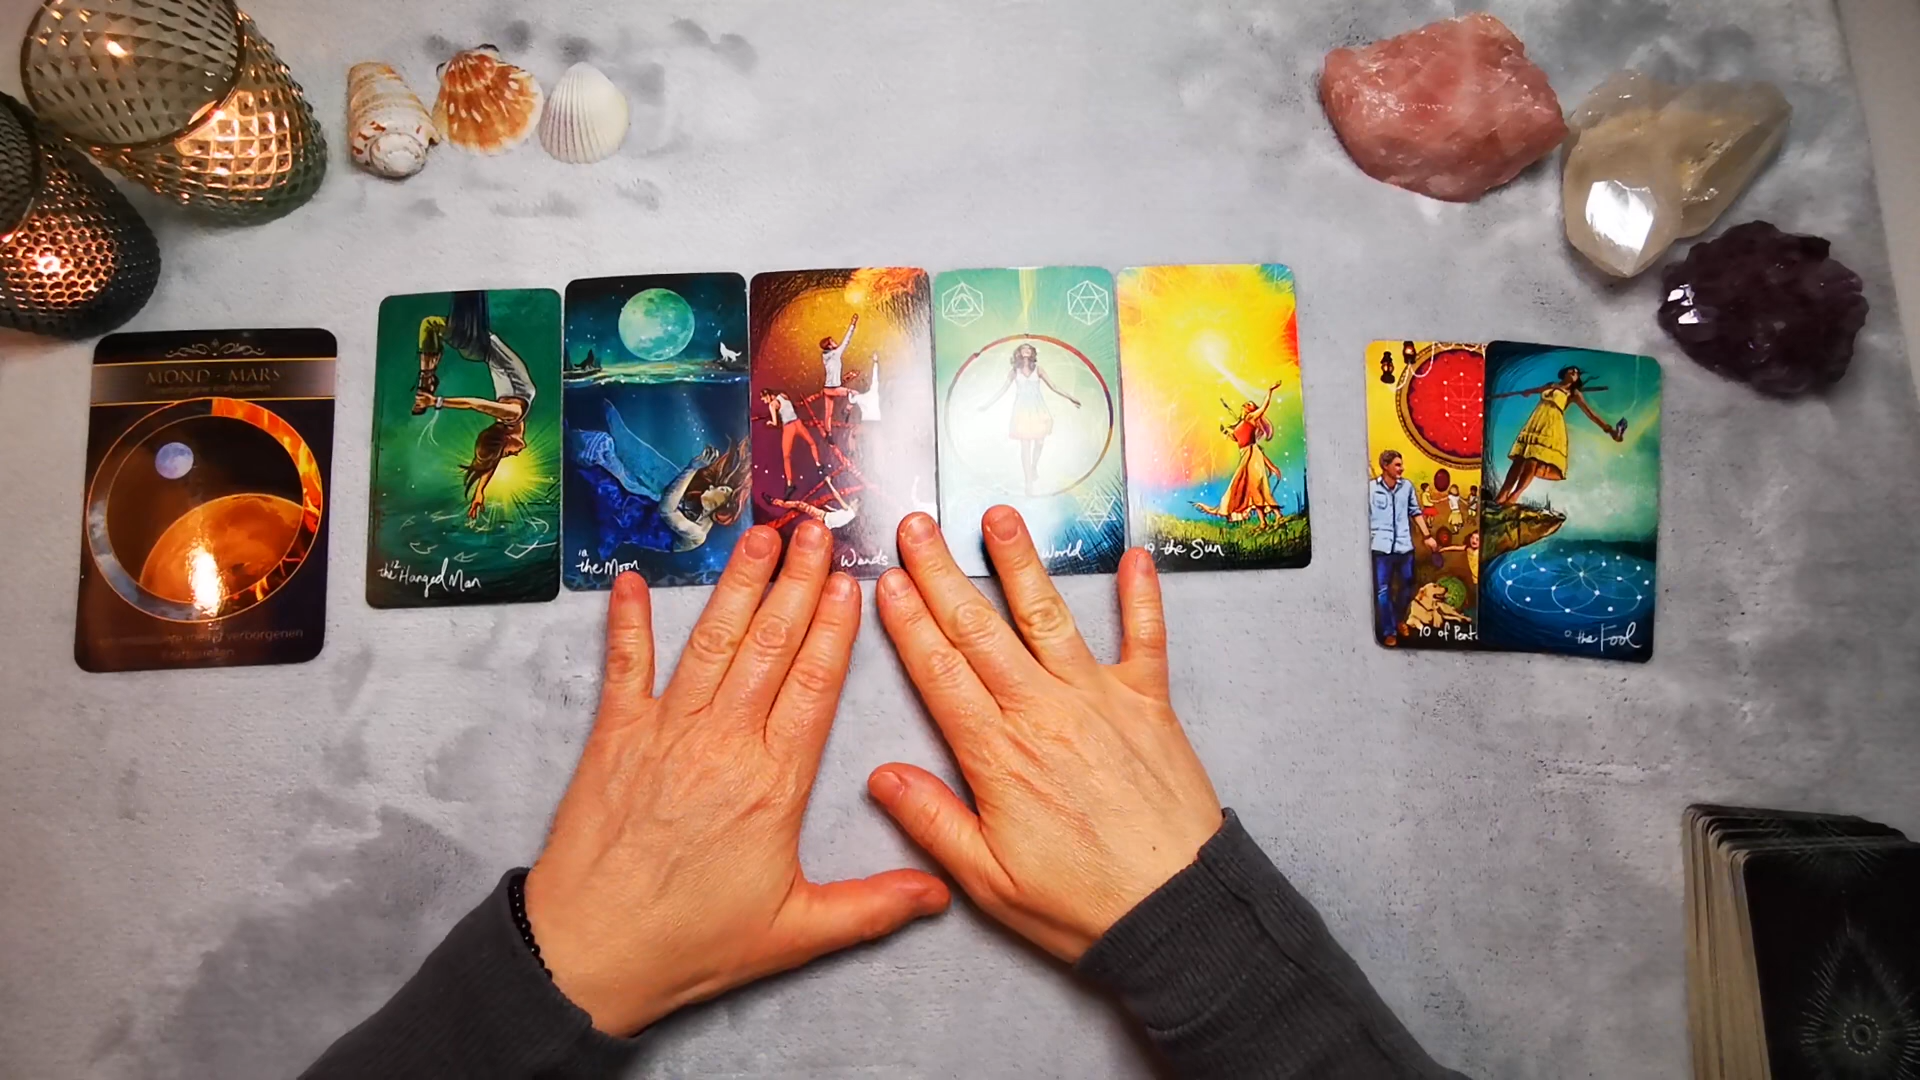 MOND - MARS
verborgenen
12
the Hanged Man
18
the Moon
Wands
World
19 the Sun
10 of Pent
0 the Fool